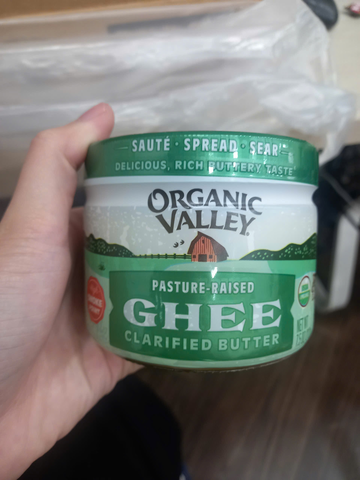 SAUTÉ · SPREAD · SEAR
DELICIOUS, RICH BUTTERY TASTE
ORGANIC
VALLEY
PASTURE-RAISED
GHEE
CLARIFIED BUTTER